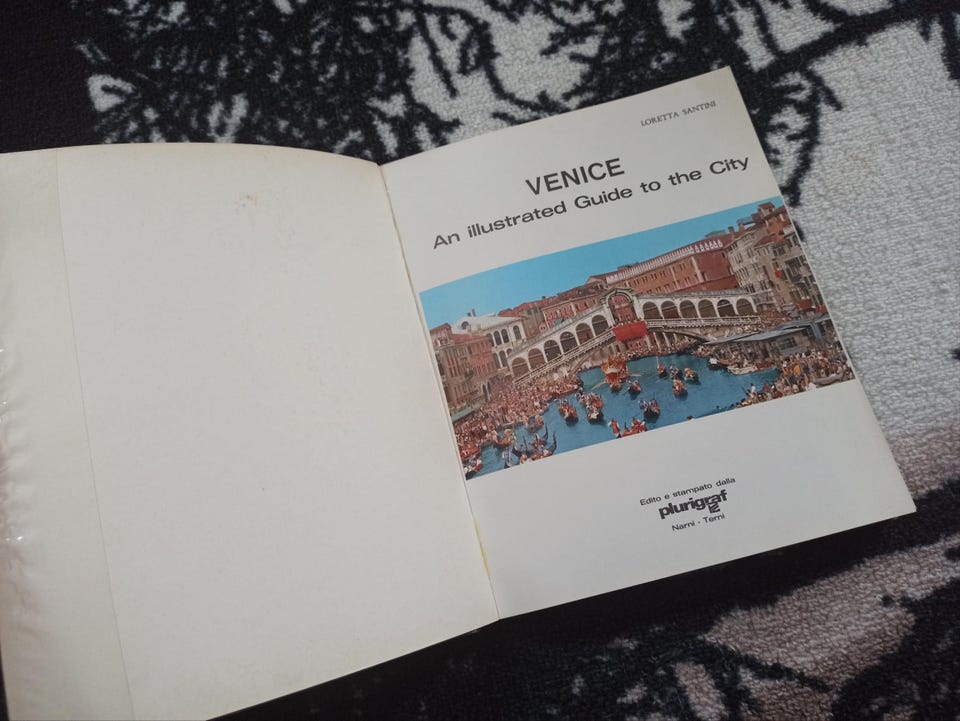 LORETTA SANTINI
VENICE
An illustrated Guide to the City
Edito e stampato dalla
plurigraf
Narni - Terni